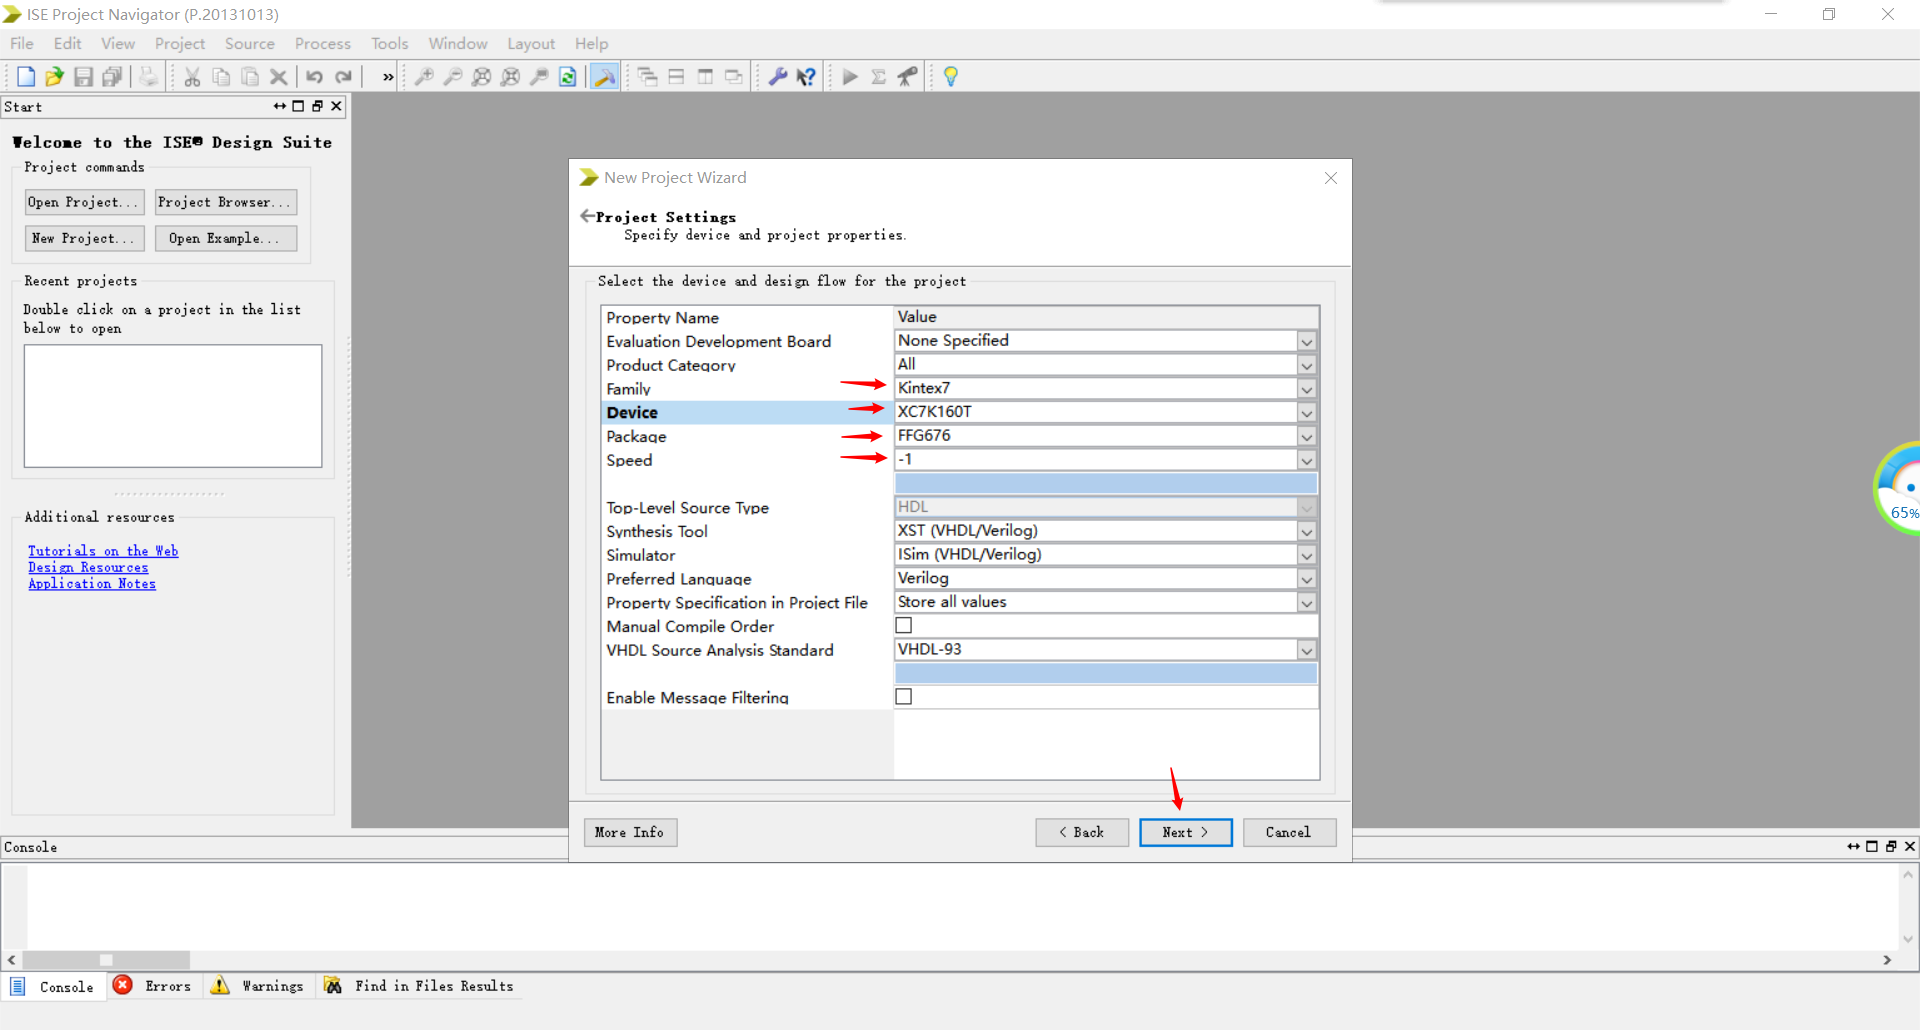 ISE Project Navigator (P.20131013)
File Edit View Project Source Process Tools Window Layout Help
Start
Welcome to the ISE® Design Suite
Project commands
Open Project... Project Browser...
New Project... Open Example...
Recent projects
Double click on a project in the list
below to open
Additional resources
Tutorials on the Web
Design Resources
Application Notes
New Project Wizard
Project Settings
Specify device and project properties.
Select the device and design flow for the project
Property Name Value
Evaluation Development Board None Specified
Product Category All
Family Kintex7
Device XC7K160T
Package FFG676
Speed -1
Top-Level Source Type HDL
Synthesis Tool XST (VHDL/Verilog)
Simulator ISim (VHDL/Verilog)
Preferred Language Verilog
Property Specification in Project File Store all values
Manual Compile Order
VHDL Source Analysis Standard VHDL-93
Enable Message Filtering
More Info < Back Next > Cancel
65%
Console
Console Errors Warnings Find in Files Results